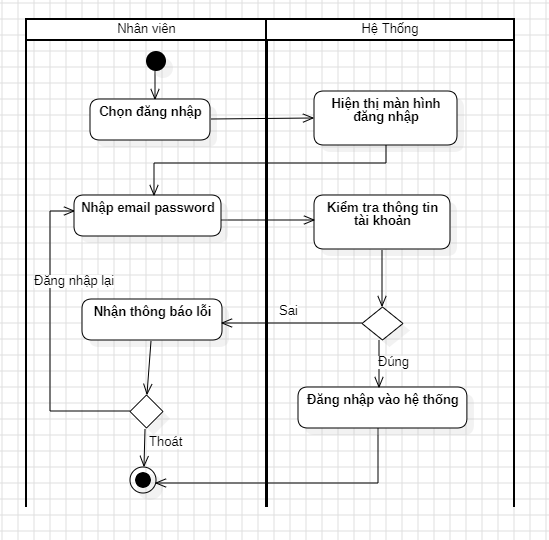 Nhân viên
Hệ Thống
Chọn đăng nhập
Hiện thị màn hình
đăng nhập
Nhập email password
Kiểm tra thông tin
tài khoản
Đăng nhập lại
Nhận thông báo lỗi
Sai
Đúng
Đăng nhập vào hệ thống
Thoát